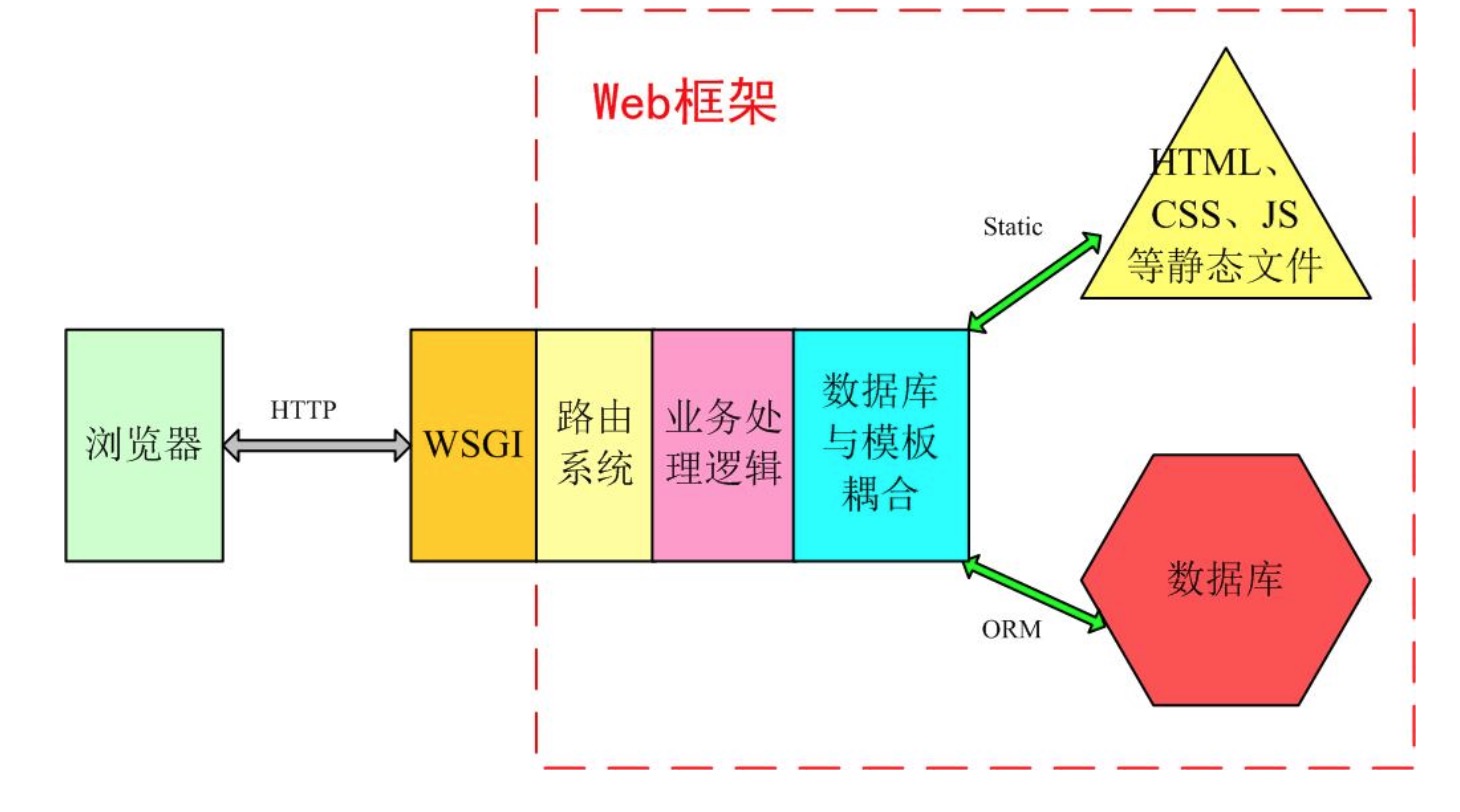 Web框架
HTML、
CSS、JS
等静态文件
Static
浏览器
HTTP
WSGI
路由
系统
业务处
理逻辑
数据库
与模板
耦合
数据库
ORM